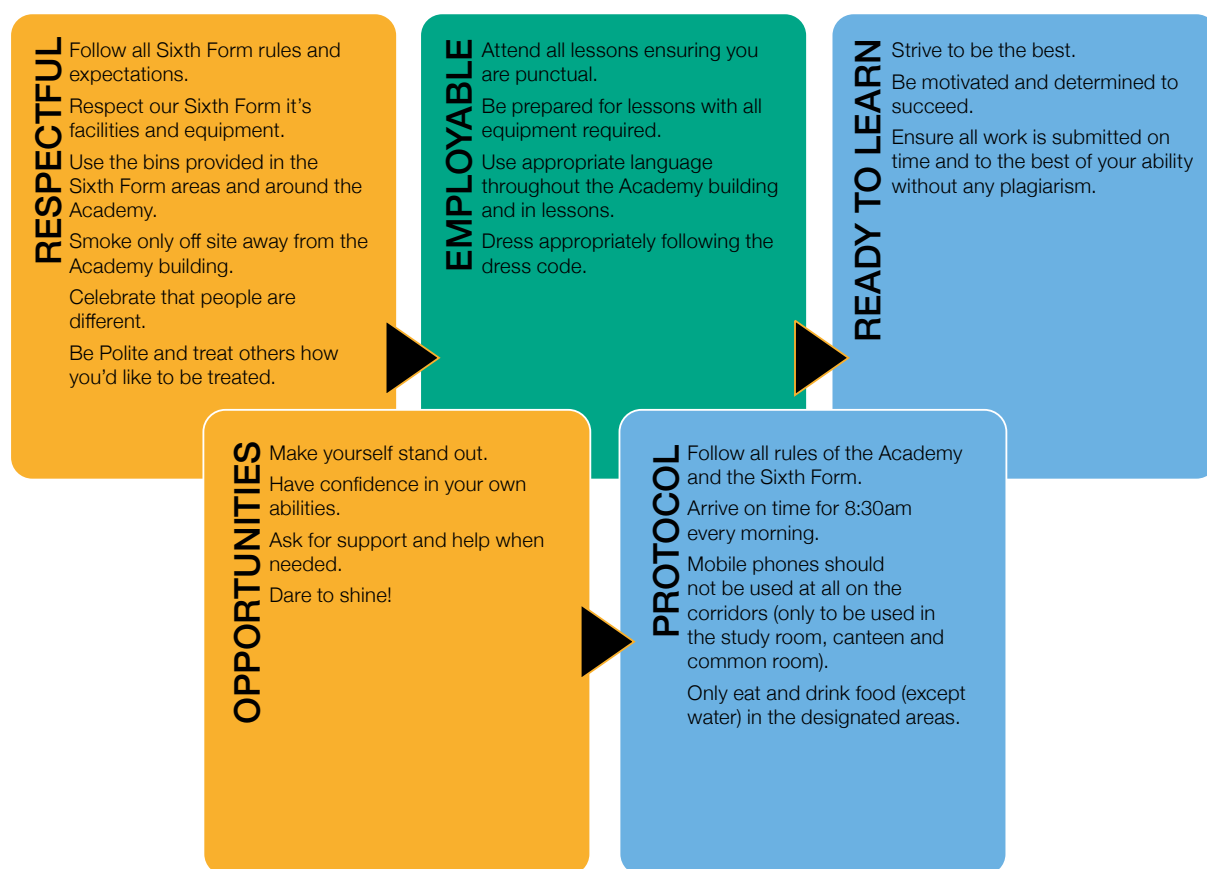 RESPECTFUL
Follow all Sixth Form rules and
expectations.
Respect our Sixth Form it’s
facilities and equipment.
Use the bins provided in the
Sixth Form areas and around the
Academy.
Smoke only off site away from the
Academy building.
Celebrate that people are
different.
Be Polite and treat others how
you’d like to be treated.
EMPLOYABLE
Attend all lessons ensuring you
are punctual.
Be prepared for lessons with all
equipment required.
Use appropriate language
throughout the Academy building
and in lessons.
Dress appropriately following the
dress code.
READY TO LEARN
Strive to be the best.
Be motivated and determined to
succeed.
Ensure all work is submitted on
time and to the best of your ability
without any plagiarism.
OPPORTUNITIES
Make yourself stand out.
Have confidence in your own
abilities.
Ask for support and help when
needed.
Dare to shine!
PROTOCOL
Follow all rules of the Academy
and the Sixth Form.
Arrive on time for 8:30am
every morning.
Mobile phones should
not be used at all on the
corridors (only to be used in
the study room, canteen and
common room).
Only eat and drink food (except
water) in the designated areas.